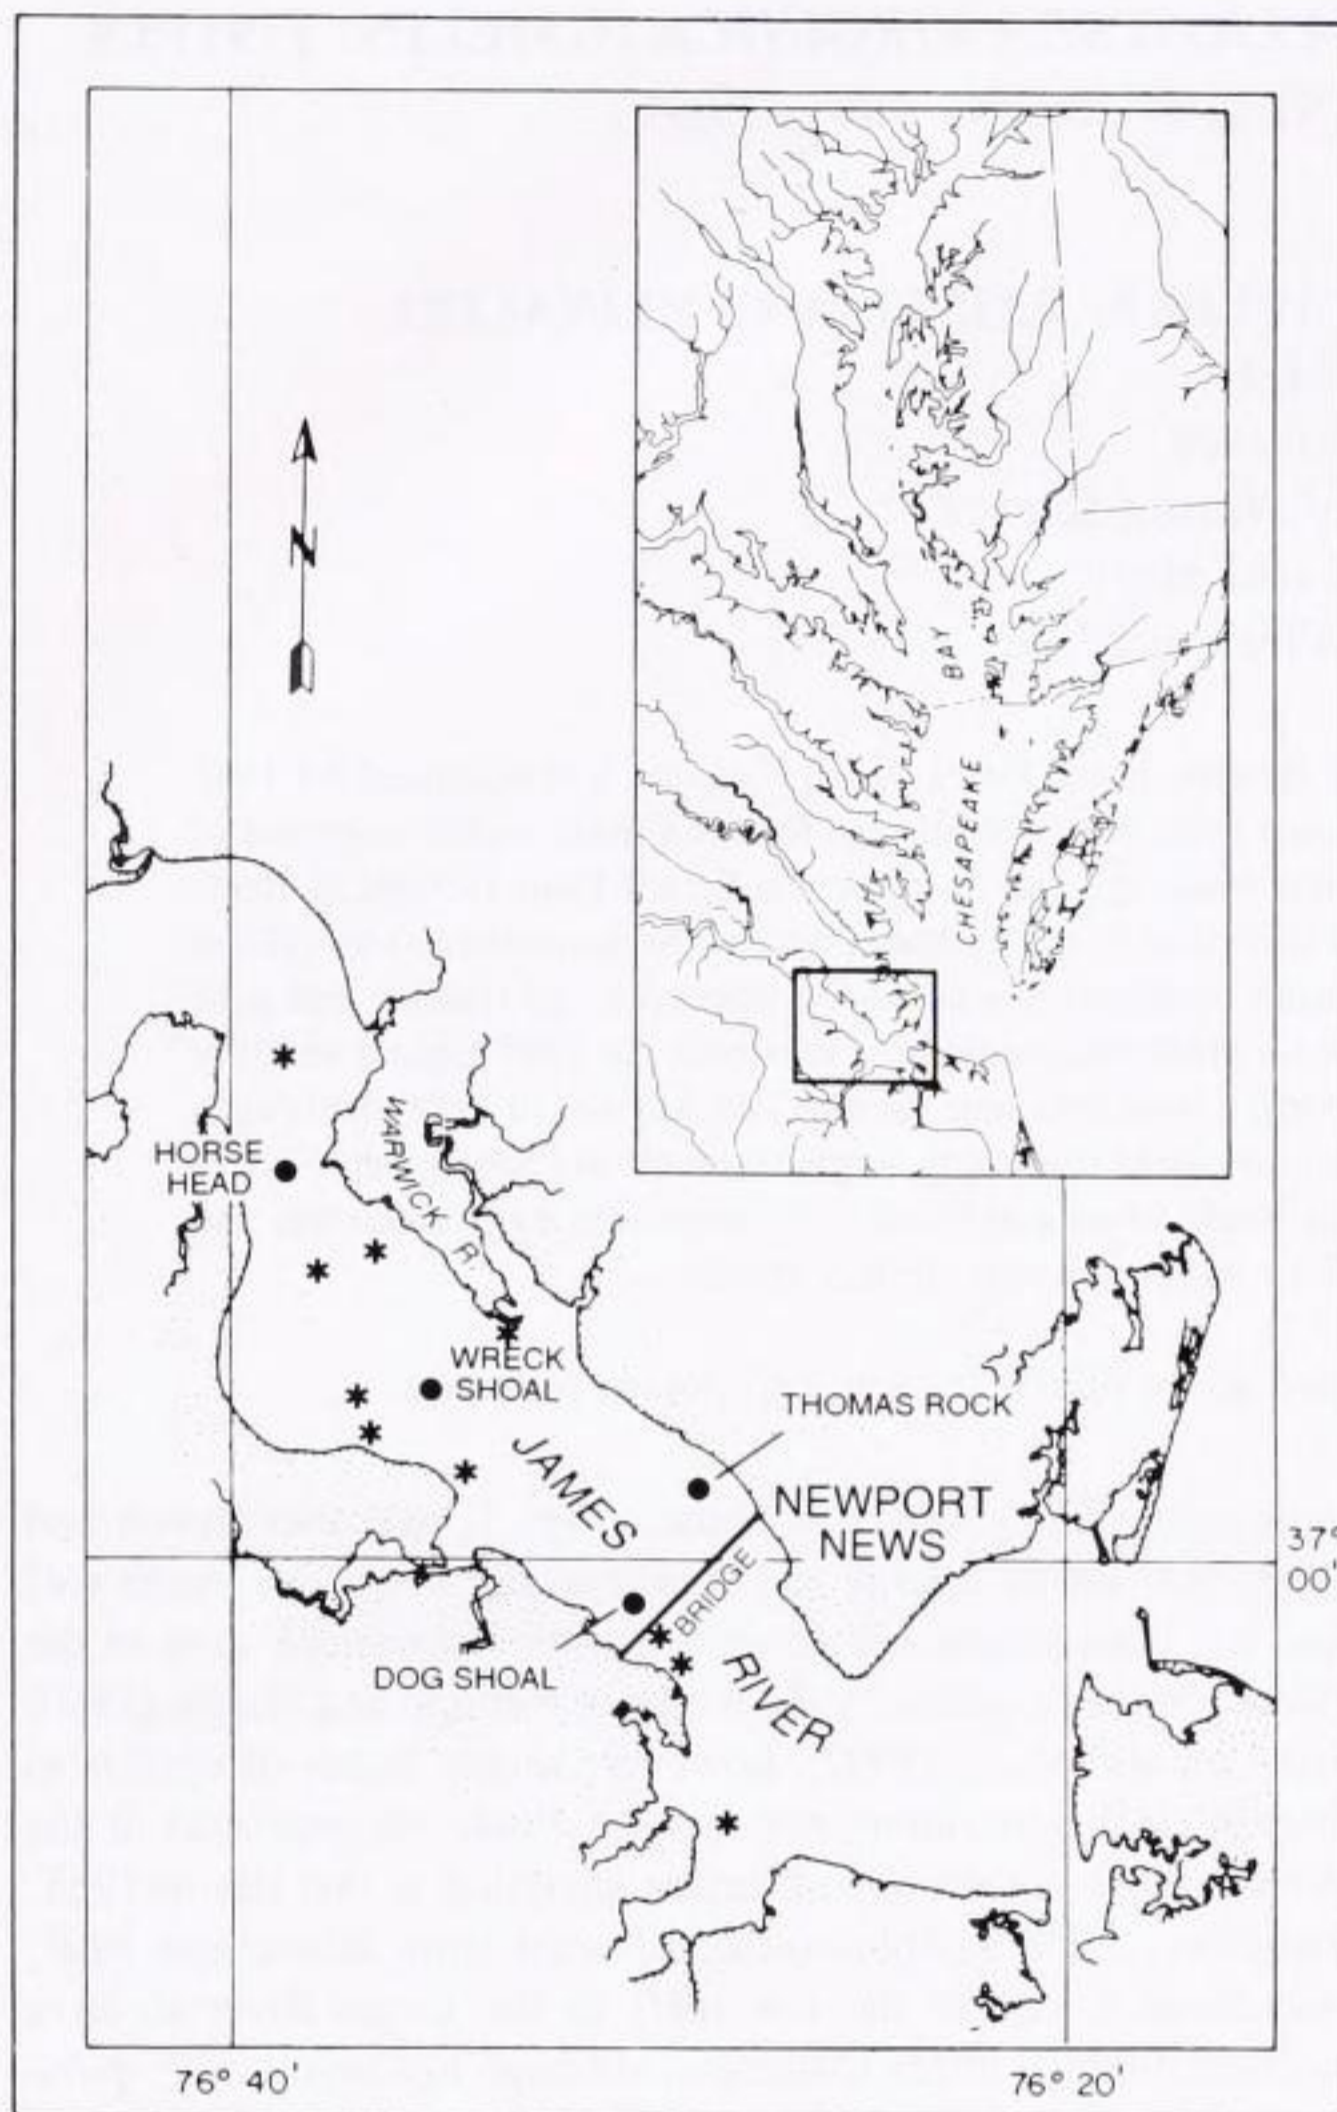 N
BAY
CHESAPEAKE
HORSE
HEAD
WARWICK R.
WRECK
SHOAL
THOMAS ROCK
JAMES
NEWPORT
NEWS
BRIDGE
37°
00'
DOG SHOAL
RIVER
76° 40'
76° 20'